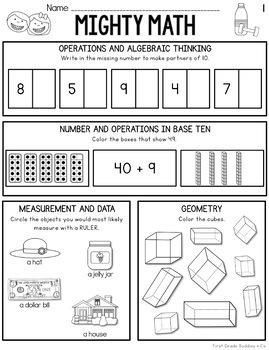 Name
1
MIGHTY MATH
OPERATIONS AND ALGEBRAIC THINKING
Write in the missing number to make partners of 10.
8 5 9 4 7
NUMBER AND OPERATIONS IN BASE TEN
Color the boxes that show 49.
40 + 9
MEASUREMENT AND DATA
Circle the objects you would most likely
measure with a RULER.
a hat
a jelly jar
a dollar bill
a house
GEOMETRY
Color the cubes.
First Grade Buddies + Co